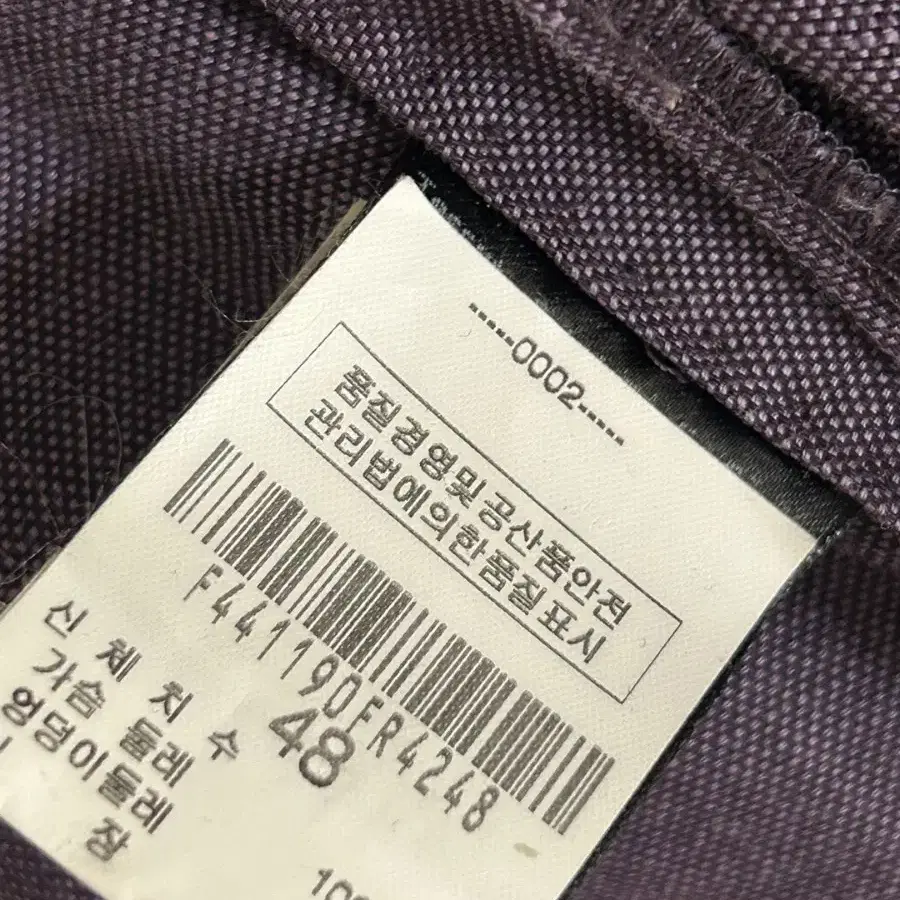 -----0002-----
품질경영및공산품안전
관리법에의한품질표시
F44119DFR4248
신체치수 48
가슴둘레
엉덩이둘레
장